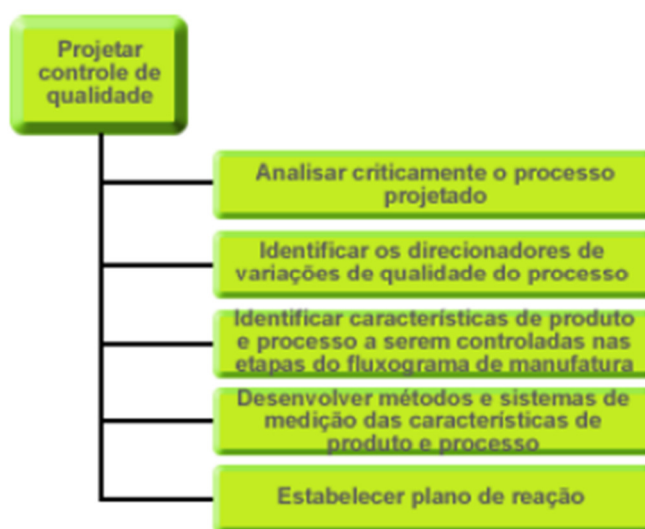 Projetar
controle de
qualidade
Analisar criticamente o processo
projetado
Identificar os direcionadores de
variações de qualidade do processo
Identificar características de produto
e processo a serem controladas nas
etapas do fluxograma de manufatura
Desenvolver métodos e sistemas de
medição das características de
produto e processo
Estabelecer plano de reação